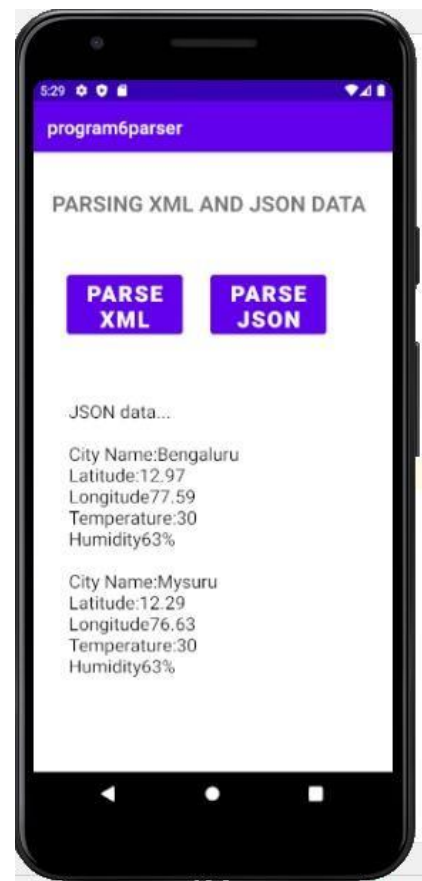 5:29
program6parser
PARSING XML AND JSON DATA
PARSE
XML
PARSE
JSON
JSON data...
City Name:Bengaluru
Latitude:12.97
Longitude77.59
Temperature:30
Humidity63%
City Name:Mysuru
Latitude:12.29
Longitude76.63
Temperature:30
Humidity63%